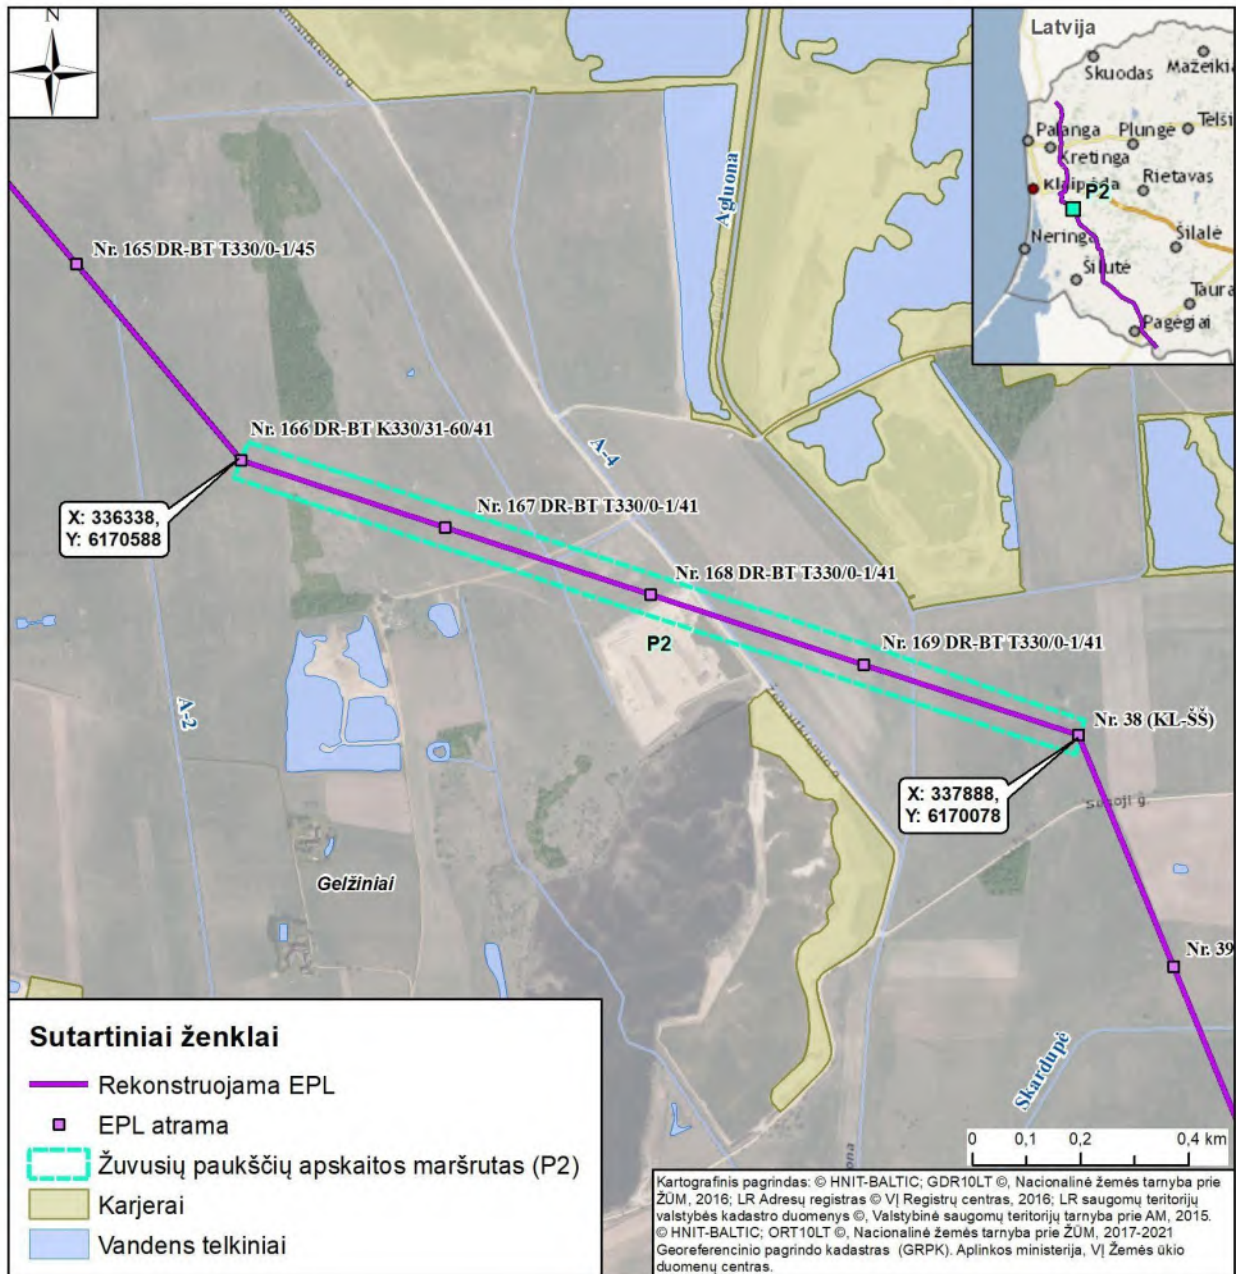 N
Latvija
Skuodas
Mažeikia
Palanga
Plungė
Telši
Kretinga
Klaipėda
Rietavas
P2
Neringa
Šilalė
Šilutė
Taura
Pagėgiai
Agluona
Nr. 165 DR-BT T330/0-1/45
Nr. 166 DR-BT K330/31-60/41
A-4
X: 336338,
Y: 6170588
Nr. 167 DR-BT T330/0-1/41
Nr. 168 DR-BT T330/0-1/41
P2
Nr. 169 DR-BT T330/0-1/41
A-2
Nr. 38 (KL-ŠŠ)
X: 337888,
Y: 6170078
Gelžiniai
Nr. 39
Skardupė
Sutartiniai ženklai
Rekonstruojama EPL
EPL atrama
Žuvusių paukščių apskaitos maršrutas (P2)
Karjerai
Vandens telkiniai
0 0,1 0,2 0,4 km
Kartografinis pagrindas: © HNIT-BALTIC; GDR10LT ©, Nacionalinė žemės tarnyba prie
ŽŪM, 2016; LR Adresų registras © VĮ Registrų centras, 2016; LR saugomų teritorijų
valstybės kadastro duomenys ©, Valstybinė saugomų teritorijų tarnyba prie AM, 2015.
© HNIT-BALTIC; ORT10LT ©, Nacionalinė žemės tarnyba prie ŽŪM, 2017-2021
Georeferencinio pagrindo kadastras (GRPK). Aplinkos ministerija, VĮ Žemės ūkio
duomenų centras.